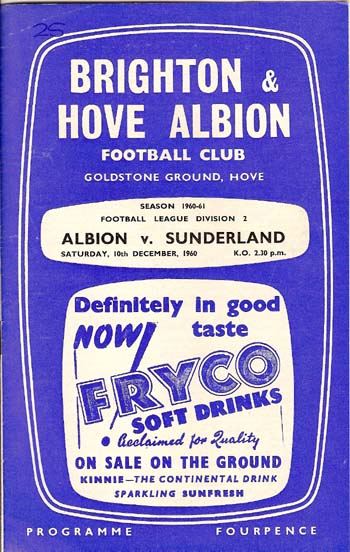 25
BRIGHTON &
HOVE ALBION
FOOTBALL CLUB
GOLDSTONE GROUND, HOVE
SEASON 1960-61
FOOTBALL LEAGUE DIVISION 2
ALBION v. SUNDERLAND
SATURDAY, 10th DECEMBER, 1960 K.O. 2.30 p.m.
Definitely in good
NOW! taste
FRYCO
SOFT DRINKS
• Acclaimed for Quality
ON SALE ON THE GROUND
KINNIE—THE CONTINENTAL DRINK
SPARKLING SUNFRESH
PROGRAMME FOURPENCE